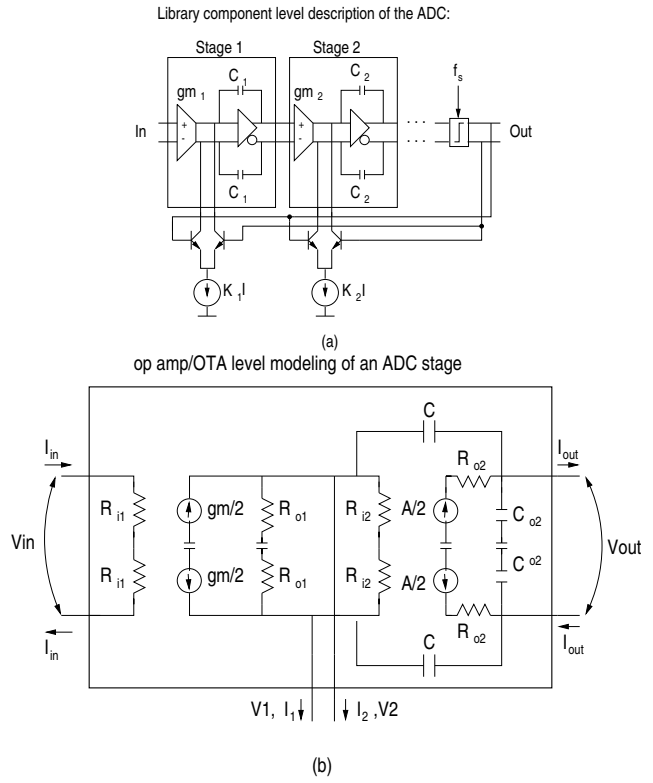 Library component level description of the ADC:
Stage 1
Stage 2
C 1
C 2
gm 1
gm 2
f s
In
+
-
+
-
. . .
. . .
Out
C 1
C 2
K 1 I
K 2 I
(a)
op amp/OTA level modeling of an ADC stage
C
I in
R o2
I out
R i1
gm/2
R o1
R i2
A/2
C o2
Vin
Vout
R i1
gm/2
R o1
R i2
A/2
C o2
R o2
I in
C
I out
V1, I 1
I 2 ,V2
(b)